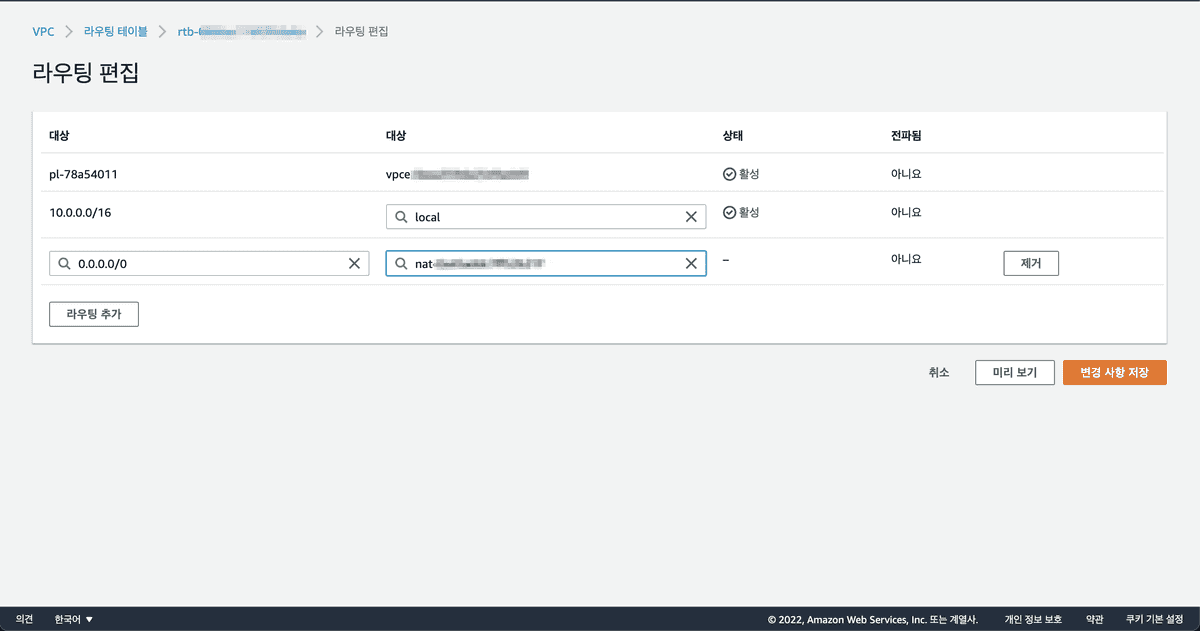 VPC 라우팅 테이블 rtb- 라우팅 편집
라우팅 편집
대상 대상 상태 전파됨
pl-78a54011 vpce 활성 아니요
10.0.0.0/16 local 활성 아니요
0.0.0.0/0 nat- – 아니요 제거
라우팅 추가
취소 미리 보기 변경 사항 저장
의견 한국어 © 2022, Amazon Web Services, Inc. 또는 계열사. 개인 정보 보호 약관 쿠키 기본 설정